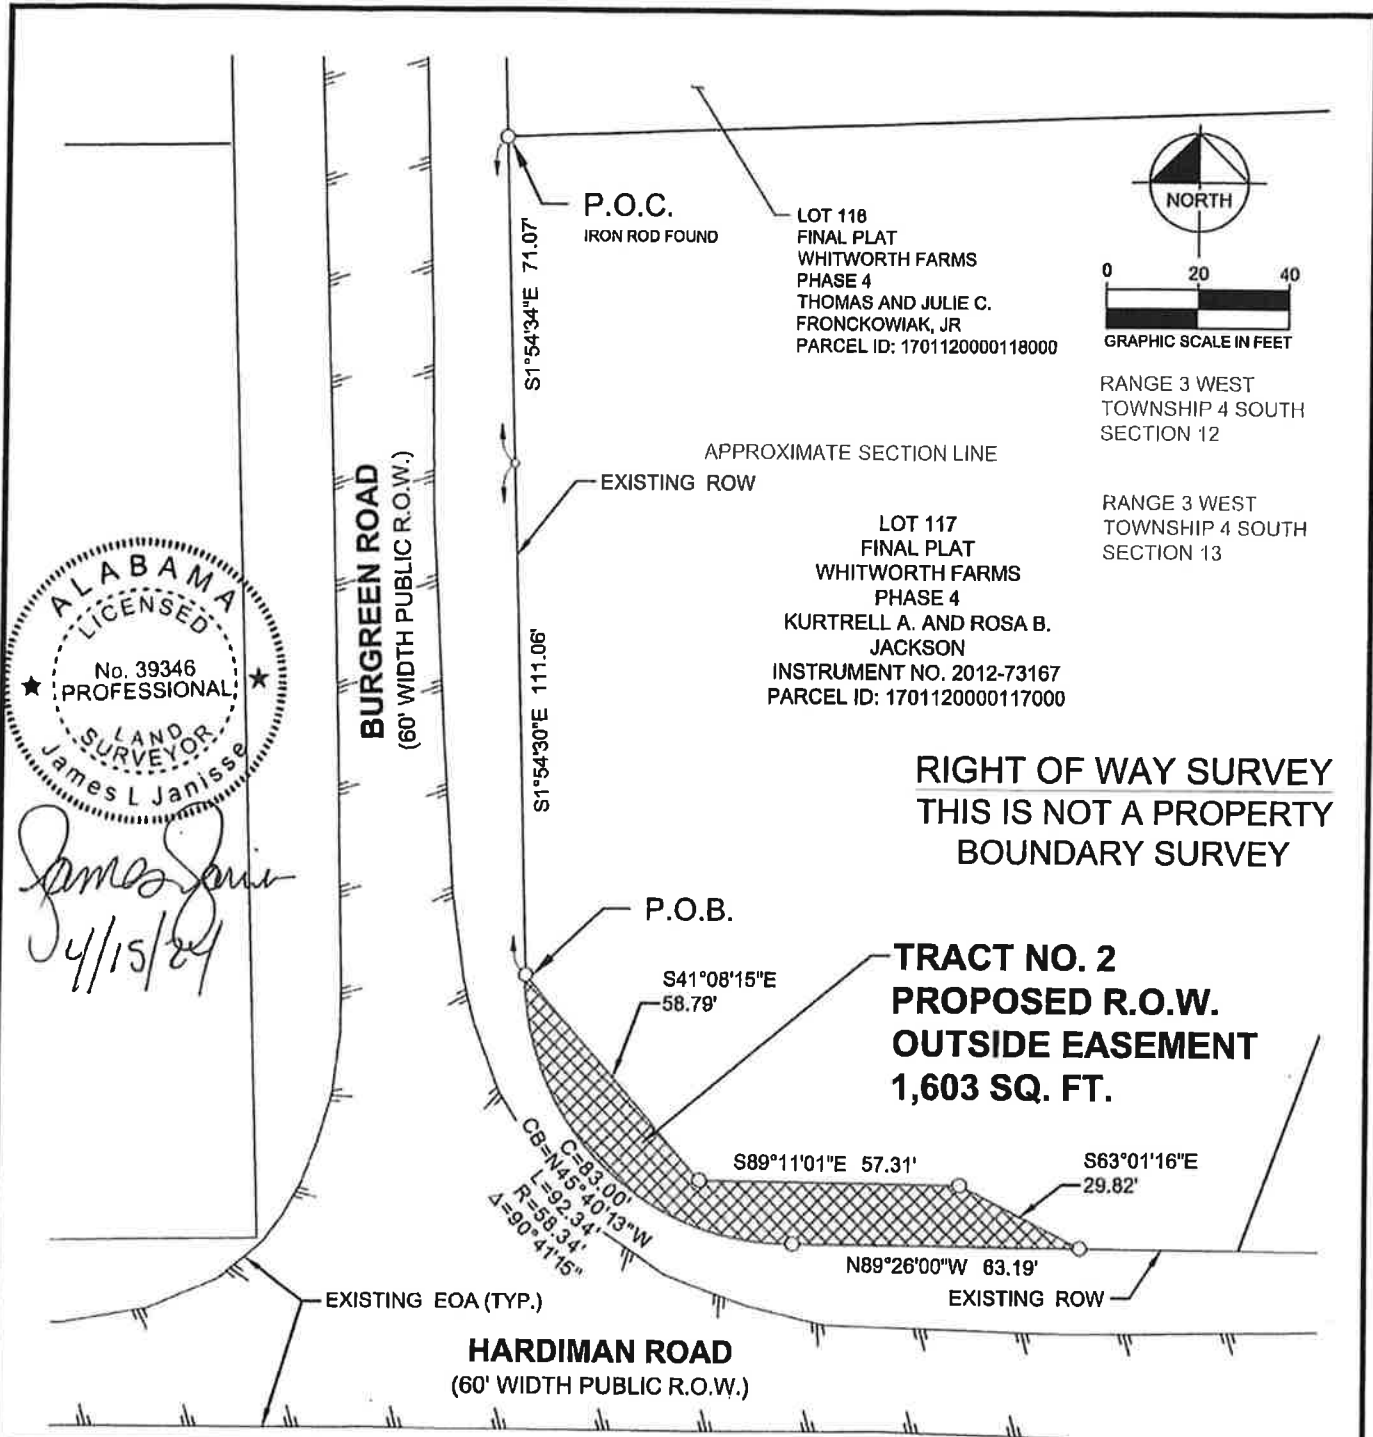 P.O.C.
IRON ROD FOUND
S1°54'34"E 71.07'
LOT 118
FINAL PLAT
WHITWORTH FARMS
PHASE 4
THOMAS AND JULIE C.
FRONCKOWIAK, JR
PARCEL ID: 1701120000118000
NORTH
0 20 40
GRAPHIC SCALE IN FEET
RANGE 3 WEST
TOWNSHIP 4 SOUTH
SECTION 12
APPROXIMATE SECTION LINE
EXISTING ROW
RANGE 3 WEST
TOWNSHIP 4 SOUTH
SECTION 13
BURGREEN ROAD
(60' WIDTH PUBLIC R.O.W.)
LOT 117
FINAL PLAT
WHITWORTH FARMS
PHASE 4
KURTRELL A. AND ROSA B.
JACKSON
INSTRUMENT NO. 2012-73167
PARCEL ID: 1701120000117000
ALABAMA
LICENSED
No. 39346
PROFESSIONAL
LAND
SURVEYOR
James L Janisse
S1°54'30"E 111.06'
RIGHT OF WAY SURVEY
THIS IS NOT A PROPERTY
BOUNDARY SURVEY
James
4/15/24
P.O.B.
S41°08'15"E
58.79'
TRACT NO. 2
PROPOSED R.O.W.
OUTSIDE EASEMENT
1,603 SQ. FT.
C=83.00'
CB=N45°40'13"W
L=92.34'
R=58.34'
Δ=90°41'15"
S89°11'01"E 57.31'
S63°01'16"E
29.82'
N89°26'00"W 63.19'
EXISTING ROW
EXISTING EOA (TYP.)
HARDIMAN ROAD
(60' WIDTH PUBLIC R.O.W.)